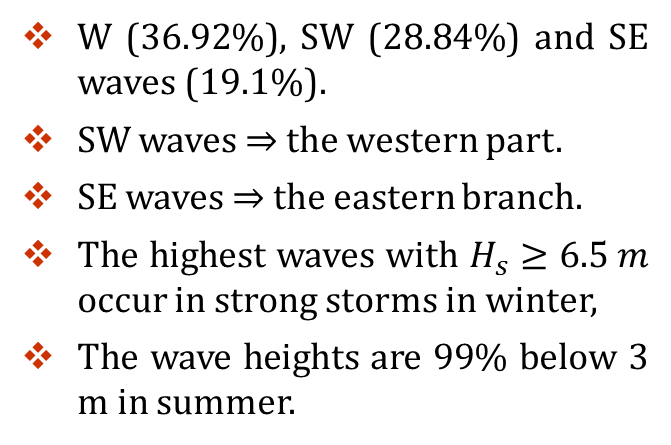 ❖ W (36.92%), SW (28.84%) and SE
waves (19.1%).
❖ SW waves ⇒ the western part.
❖ SE waves ⇒ the eastern branch.
❖ The highest waves with Hₛ ≥ 6.5 m
occur in strong storms in winter,
❖ The wave heights are 99% below 3
m in summer.